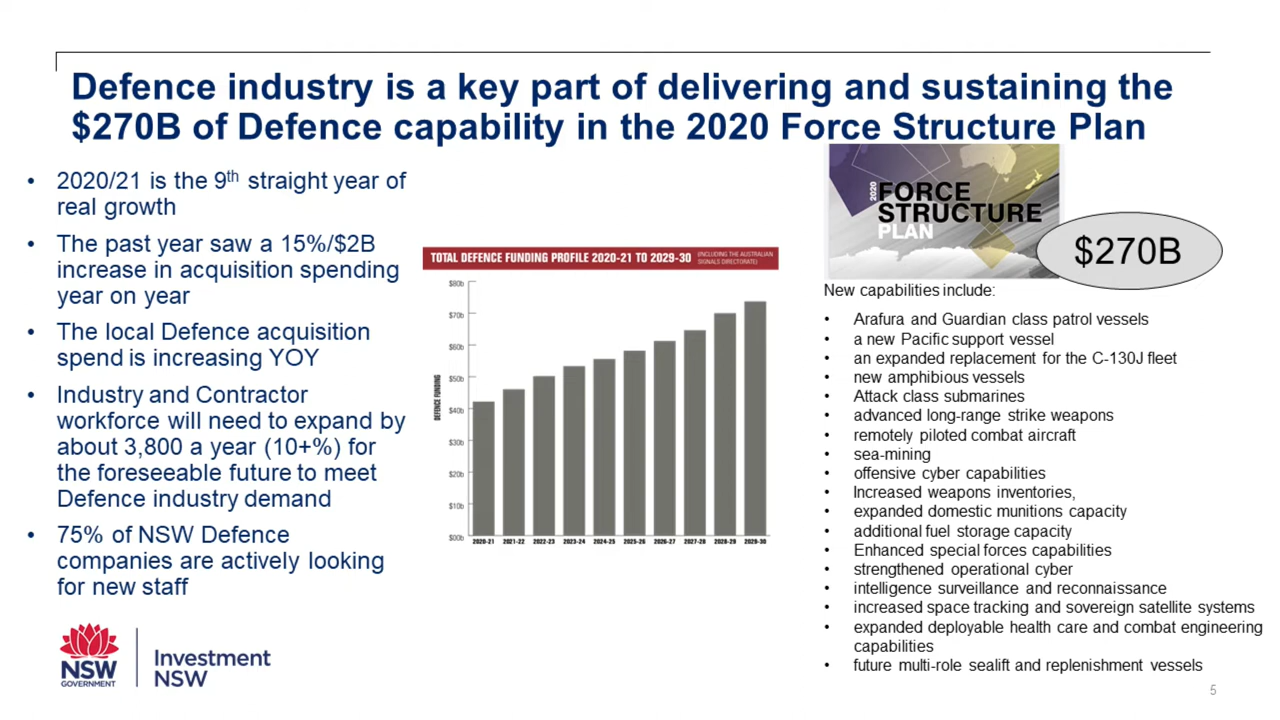 Defence industry is a key part of delivering and sustaining the
$270B of Defence capability in the 2020 Force Structure Plan
• 2020/21 is the 9th straight year of
real growth
• The past year saw a 15%/$2B
increase in acquisition spending
year on year
• The local Defence acquisition
spend is increasing YOY
• Industry and Contractor
workforce will need to expand by
about 3,800 a year (10+%) for
the foreseeable future to meet
Defence industry demand
• 75% of NSW Defence
companies are actively looking
for new staff
TOTAL DEFENCE FUNDING PROFILE 2020-21 TO 2029-30 (INCLUDING THE AUSTRALIAN
SIGNALS DIRECTORATE)
DEFENCE FUNDING
$80b
$70b
$60b
$50b
$40b
$30b
$20b
$10b
$00b
2020-21 2021-22 2022-23 2023-24 2024-25 2025-26 2026-27 2027-28 2028-29 2029-30
2020 FORCE
STRUCTURE
PLAN
$270B
New capabilities include:
• Arafura and Guardian class patrol vessels
• a new Pacific support vessel
• an expanded replacement for the C-130J fleet
• new amphibious vessels
• Attack class submarines
• advanced long-range strike weapons
• remotely piloted combat aircraft
• sea-mining
• offensive cyber capabilities
• Increased weapons inventories,
• expanded domestic munitions capacity
• additional fuel storage capacity
• Enhanced special forces capabilities
• strengthened operational cyber
• intelligence surveillance and reconnaissance
• increased space tracking and sovereign satellite systems
• expanded deployable health care and combat engineering
capabilities
• future multi-role sealift and replenishment vessels
NSW
GOVERNMENT
Investment
NSW
5